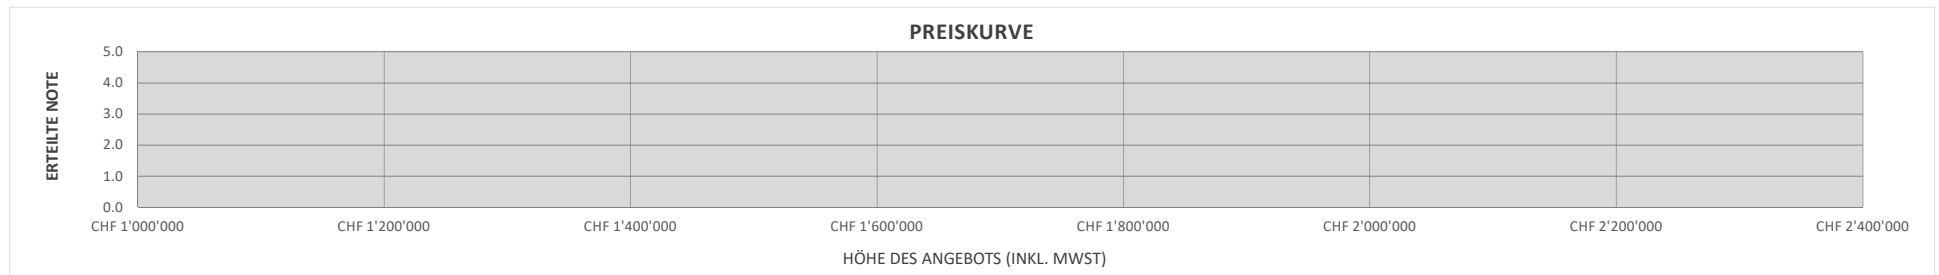 PREISKURVE
ERTEILTE NOTE
5.0
4.0
3.0
2.0
1.0
0.0
CHF 1'000'000 CHF 1'200'000 CHF 1'400'000 CHF 1'600'000 CHF 1'800'000 CHF 2'000'000 CHF 2'200'000 CHF 2'400'000
HÖHE DES ANGEBOTS (INKL. MWST)